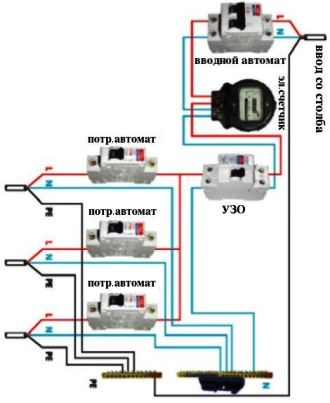 L
N
вводной автомат
ввод со столба
эл.счетчик
потр.автомат
L
N
PE
УЗО
потр.автомат
L
N
PE
потр.автомат
L
N
PE
PE
N